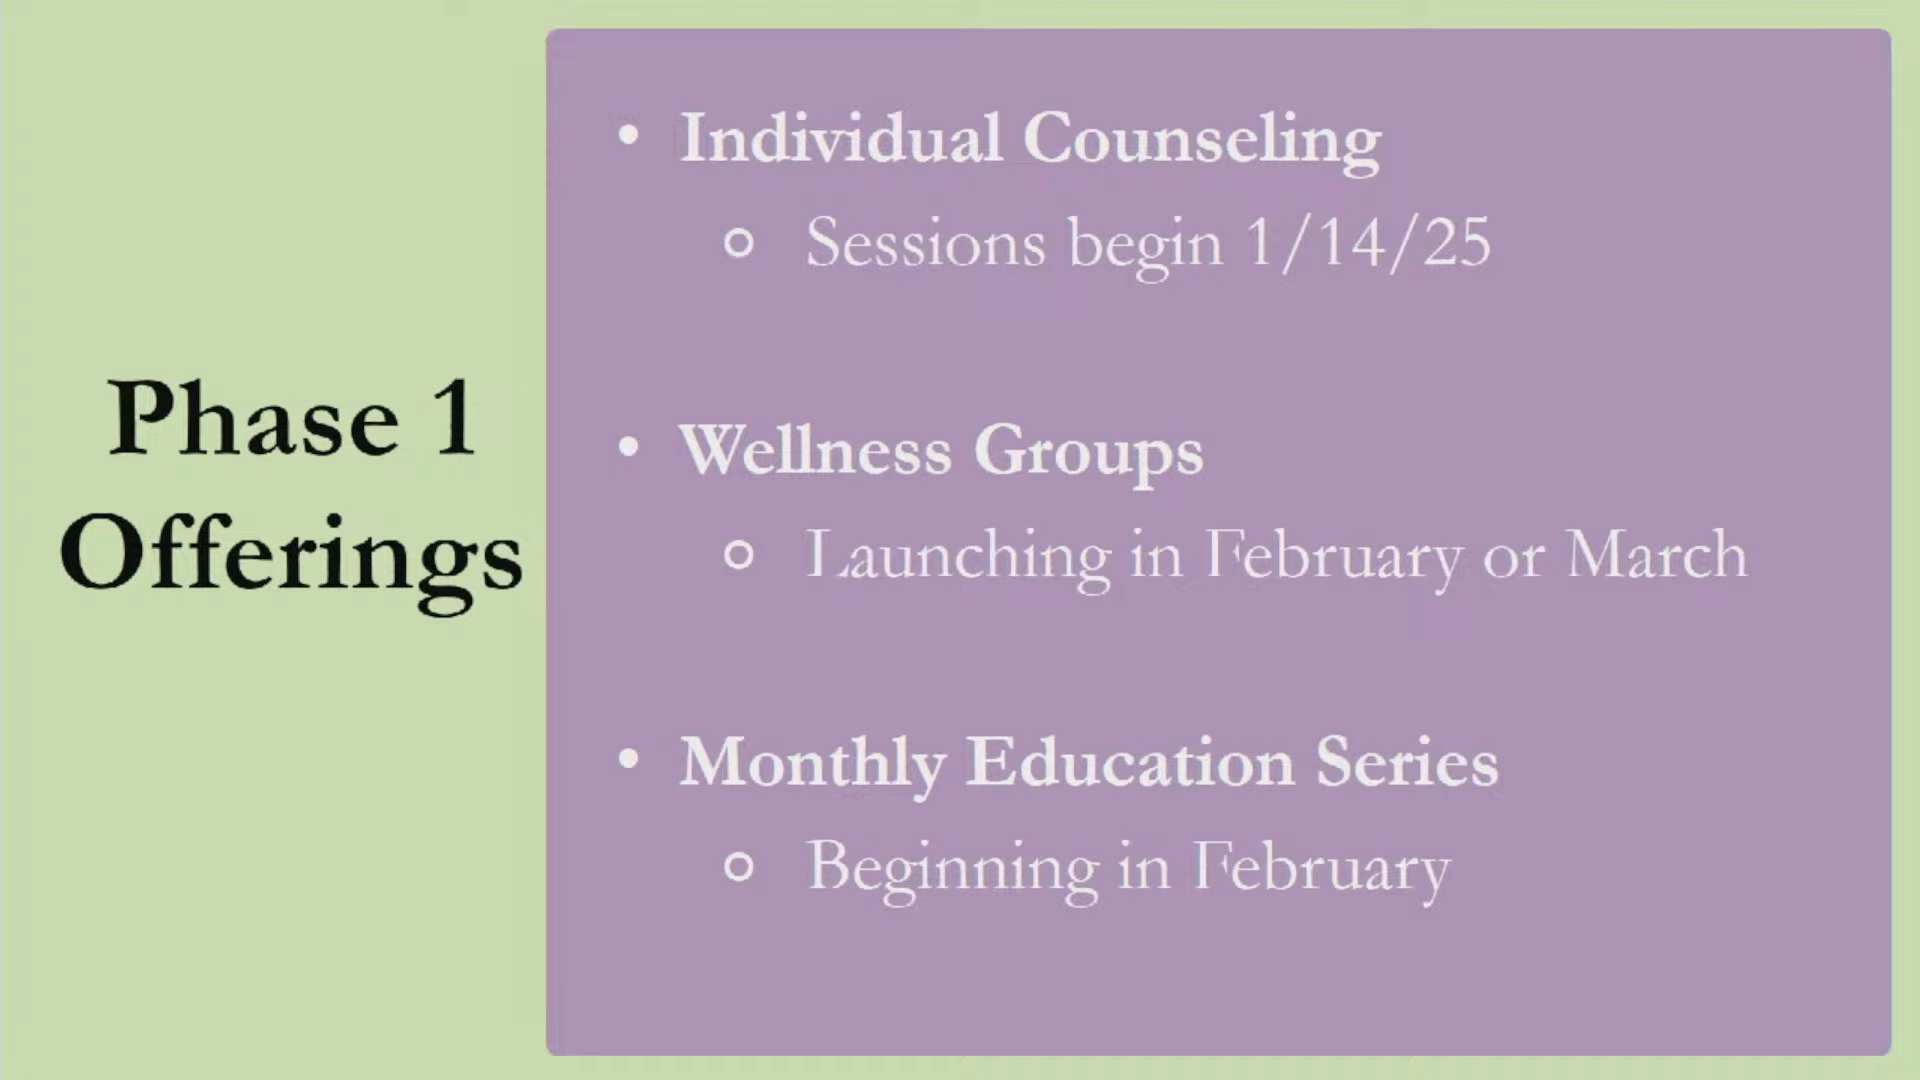 Phase 1
Offerings
• Individual Counseling
o Sessions begin 1/14/25
• Wellness Groups
o Launching in February or March
• Monthly Education Series
o Beginning in February